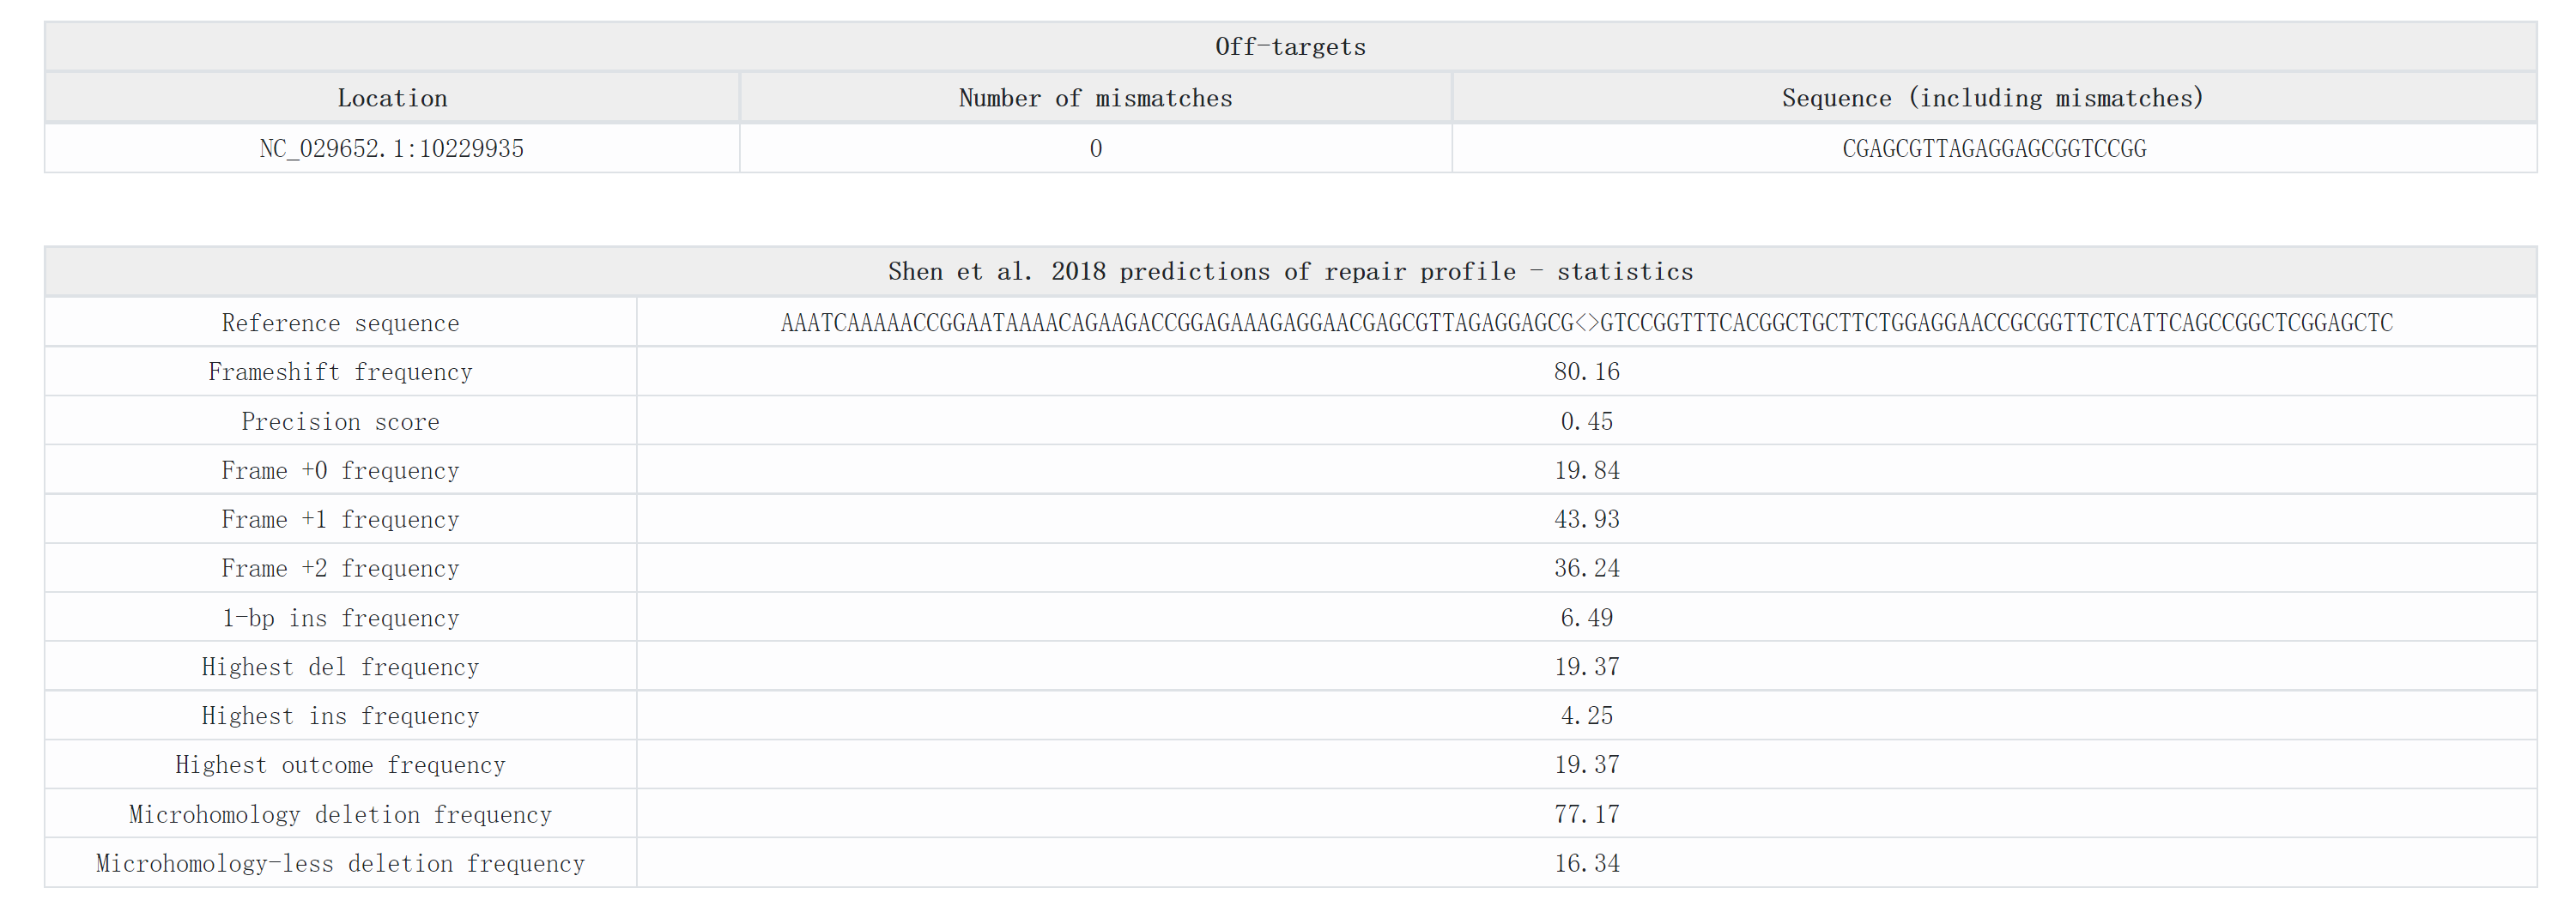 Off-targets
Location Number of mismatches Sequence (including mismatches)
NC_029652.1:10229935 0 CGAGCGTTAGAGGAGCGGTCCGG
Shen et al. 2018 predictions of repair profile - statistics
Reference sequence AAATCAAAAACCGGAATAAAACAGAAGACCGGAGAAAGAGGAACGAGCGTTAGAGGAGCG<>GTCCGGTTTCACGGCTGCTTCTGGAGGAACCGCGGTTCTCATTCAGCCGGCTCGGAGCTC
Frameshift frequency 80.16
Precision score 0.45
Frame +0 frequency 19.84
Frame +1 frequency 43.93
Frame +2 frequency 36.24
1-bp ins frequency 6.49
Highest del frequency 19.37
Highest ins frequency 4.25
Highest outcome frequency 19.37
Microhomology deletion frequency 77.17
Microhomology-less deletion frequency 16.34